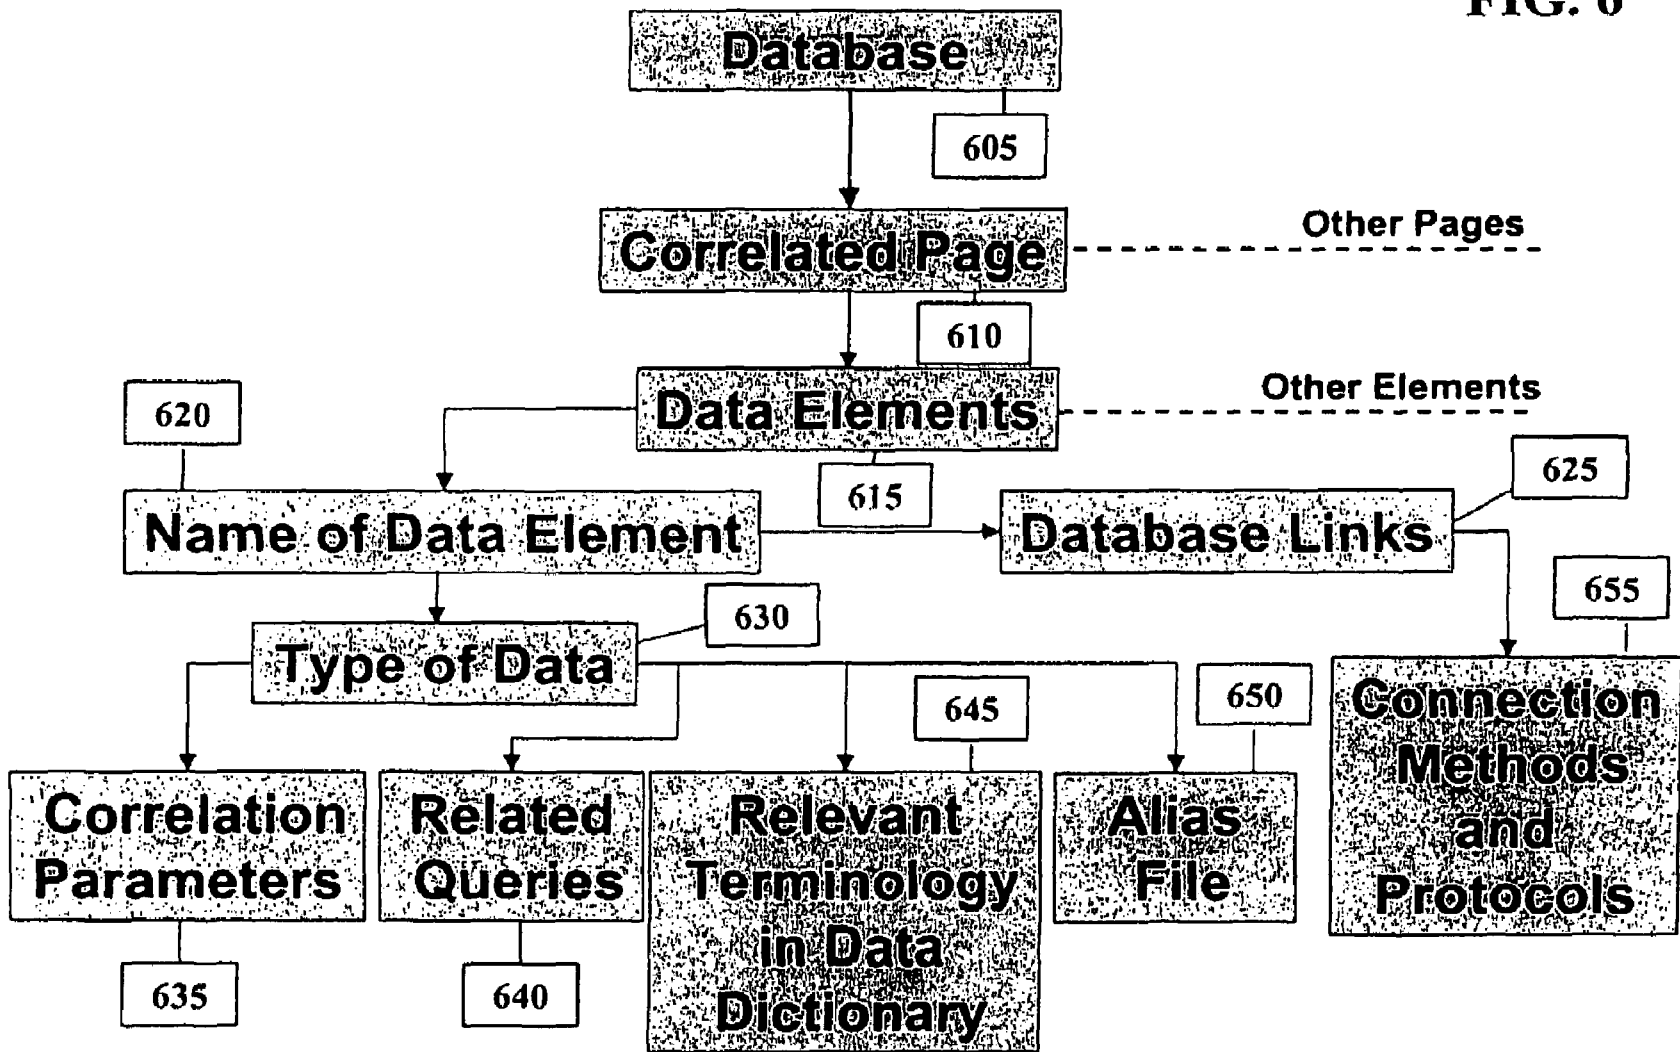 FIG. 6
Database
605
Correlated Page
Other Pages
610
Data Elements
Other Elements
620
615
625
Name of Data Element
Database Links
630
655
Type of Data
645
650
Connection
Methods
and
Protocols
Correlation
Parameters
Related
Queries
Relevant
Terminology
in Data
Dictionary
Alias
File
635
640